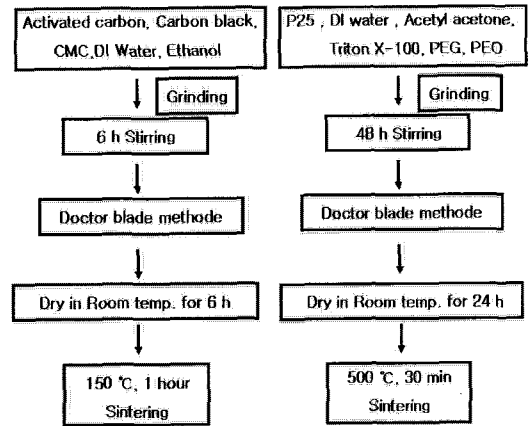 Activated carbon, Carbon black,
CMC,DI Water, Ethanol
Grinding
6 h Stirring
Doctor blade methode
Dry in Room temp. for 6 h
150 ℃, 1 hour
Sintering
P25 , DI water , Acetyl acetone,
Triton X-100, PEG, PEO
Grinding
48 h Stirring
Doctor blade methode
Dry in Room temp. for 24 h
500 ℃, 30 min
Sintering